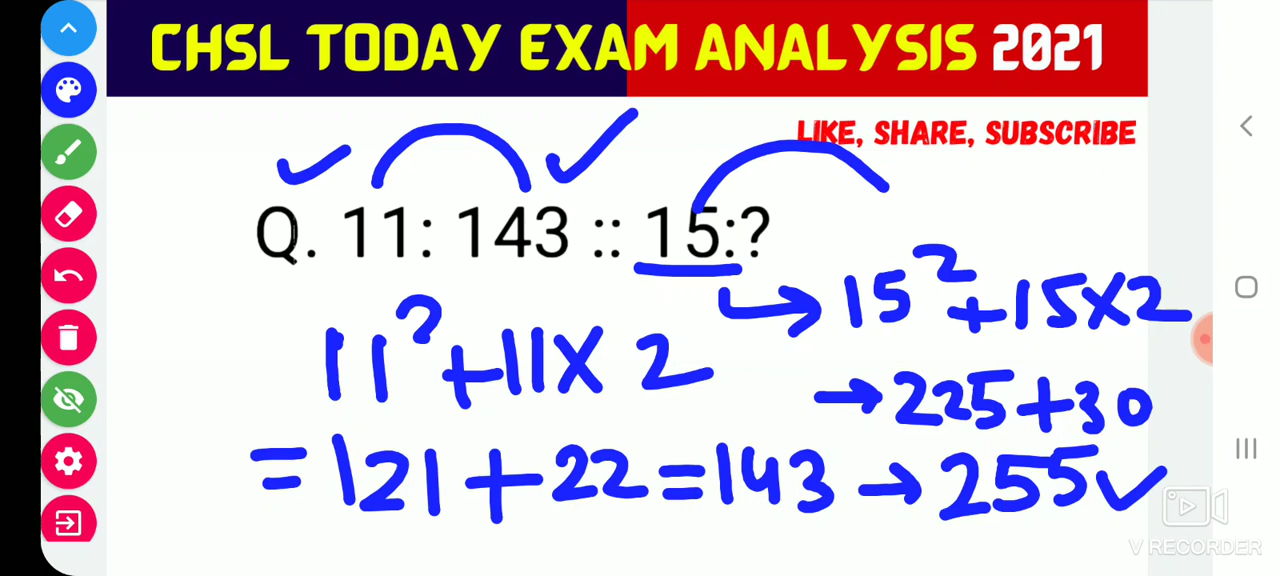 CHSL TODAY EXAM ANALYSIS 2021
LIKE, SHARE, SUBSCRIBE
Q. 11: 143 :: 15:?
→ 15² + 15 × 2
11² + 11 × 2
→ 225 + 30
= 121 + 22 = 143 → 255 ✓
V RECORDER